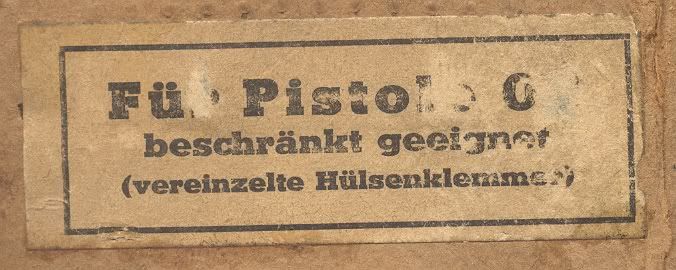 Für Pistole
beschränkt geeignet
(vereinzelte Hülsenklemmer)